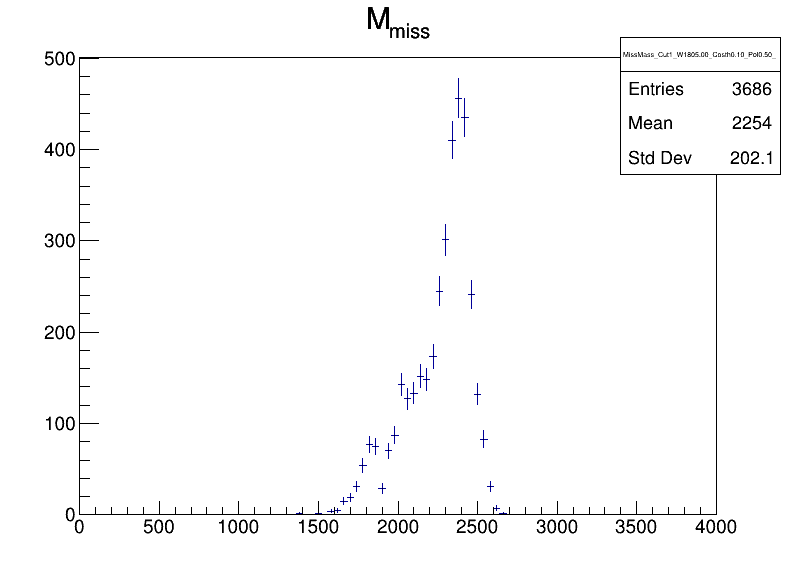 M_miss
MissMass_Cut1_W1805.00_Costh0.10_Pol0.50_
Entries 3686
Mean 2254
Std Dev 202.1
500
400
300
200
100
0
0 500 1000 1500 2000 2500 3000 3500 4000